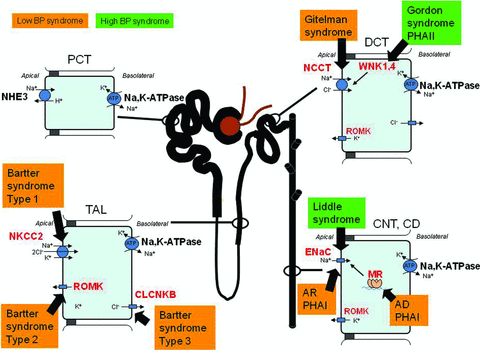 Low BP syndrome
High BP syndrome
PCT
Apical
Basolateral
Na+
K+
NHE3
H+
ATP
Na,K-ATPase
Na+
Gitelman
syndrome
Gordon
syndrome
PHAII
DCT
Apical
Basolateral
NCCT
WNK1,4
Na+
K+
Cl-
ATP
Na,K-ATPase
Na+
Cl-
ROMK
K+
Bartter
syndrome
Type 1
TAL
Apical
Basolateral
NKCC2
Na+
K+
2Cl-
K+
ATP
Na,K-ATPase
Na+
ROMK
CLCNKB
K+
Cl-
Bartter
syndrome
Type 2
Bartter
syndrome
Type 3
Liddle
syndrome
CNT, CD
Apical
Basolateral
ENaC
Na+
MR
K+
ATP
Na,K-ATPase
Na+
AR
PHAI
AD
PHAI
ROMK
K+